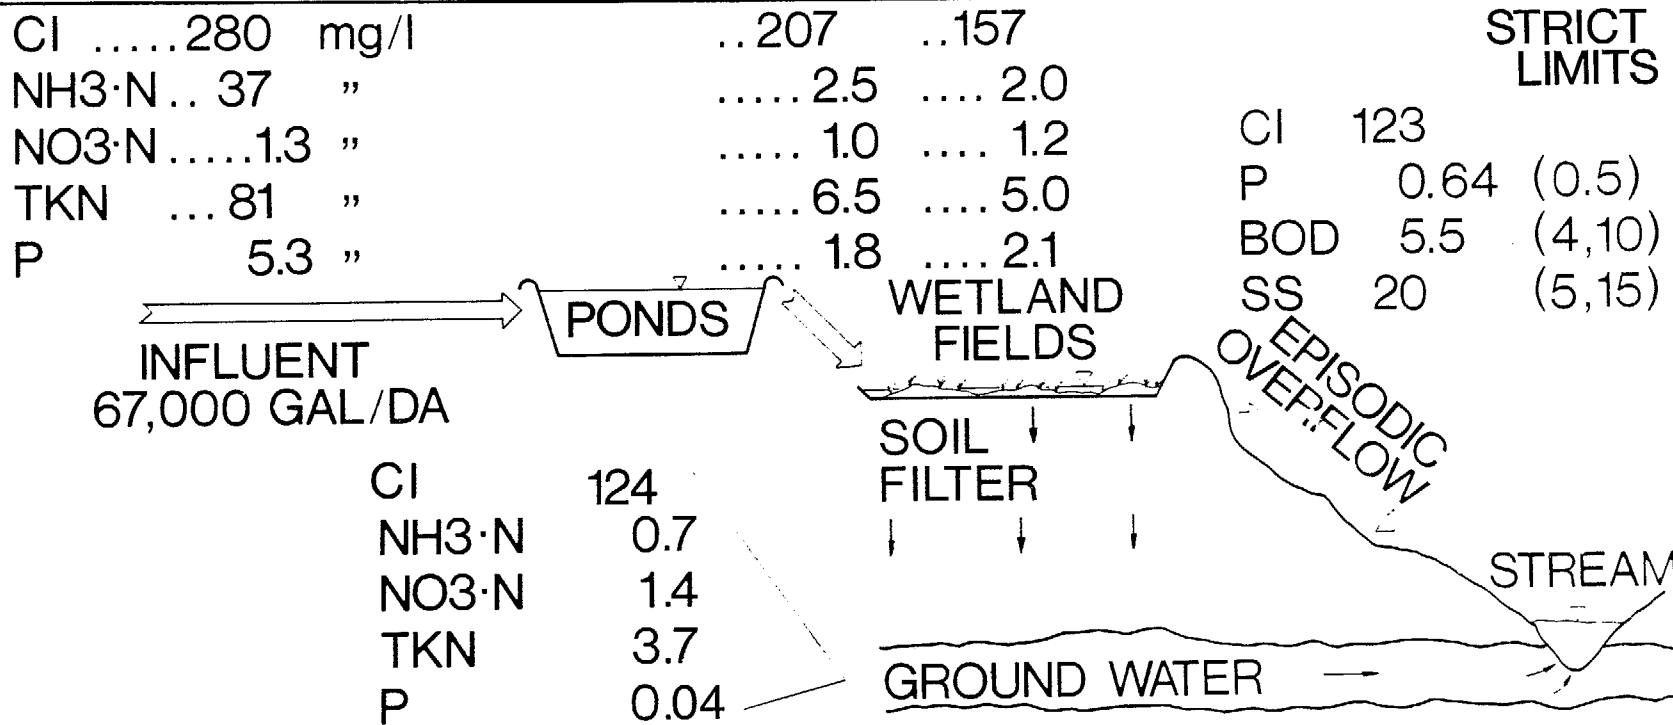 Cl .....280 mg/l ..207 ..157
NH3·N .. 37 " ..... 2.5 .... 2.0
NO3·N .....1.3 " ..... 1.0 .... 1.2
TKN ... 81 " ..... 6.5 .... 5.0
P 5.3 " ..... 1.8 .... 2.1
STRICT
LIMITS
Cl 123
P 0.64 (0.5)
BOD 5.5 (4,10)
SS 20 (5,15)
INFLUENT
67,000 GAL/DA
PONDS
WETLAND
FIELDS
EPISODIC
OVERFLOW
SOIL
FILTER
STREAM
Cl 124
NH3·N 0.7
NO3·N 1.4
TKN 3.7
P 0.04
GROUND WATER